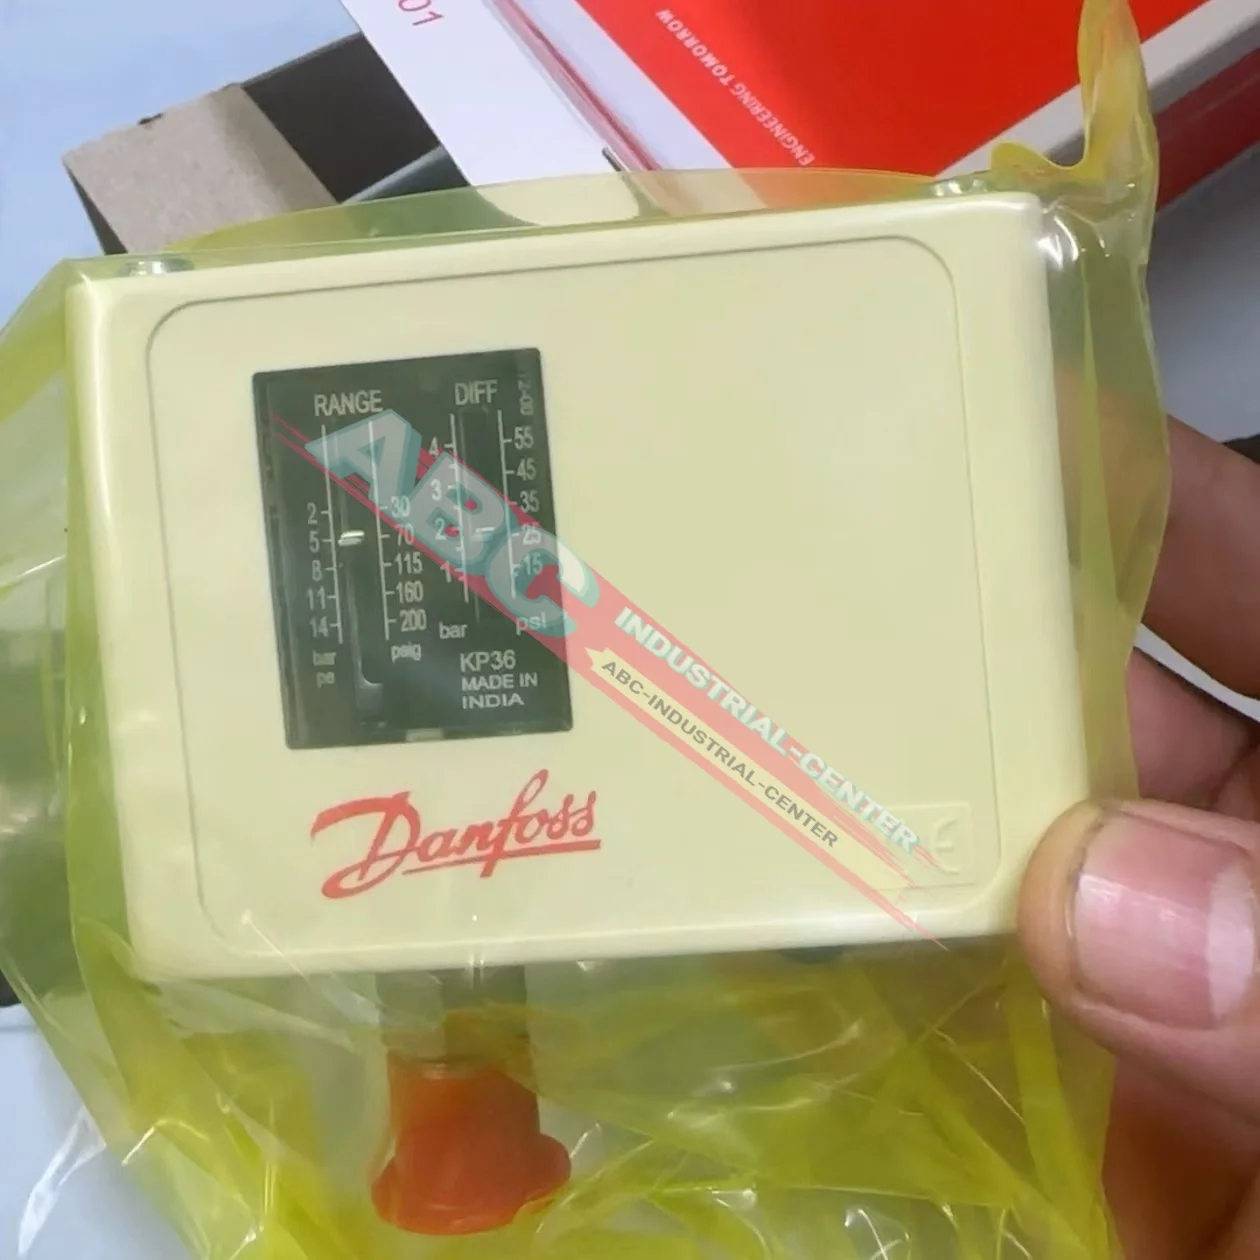 01
ENGINEERING TOMORROW
RANGE
DIFF
2
5
8
11
14
bar
pe
30
70
115
160
200
psig
4
3
2
1
bar
55
45
35
25
15
psi
KP36
MADE IN
INDIA
Danfoss
ABC
INDUSTRIAL-CENTER
ABC-INDUSTRIAL-CENTER
CE